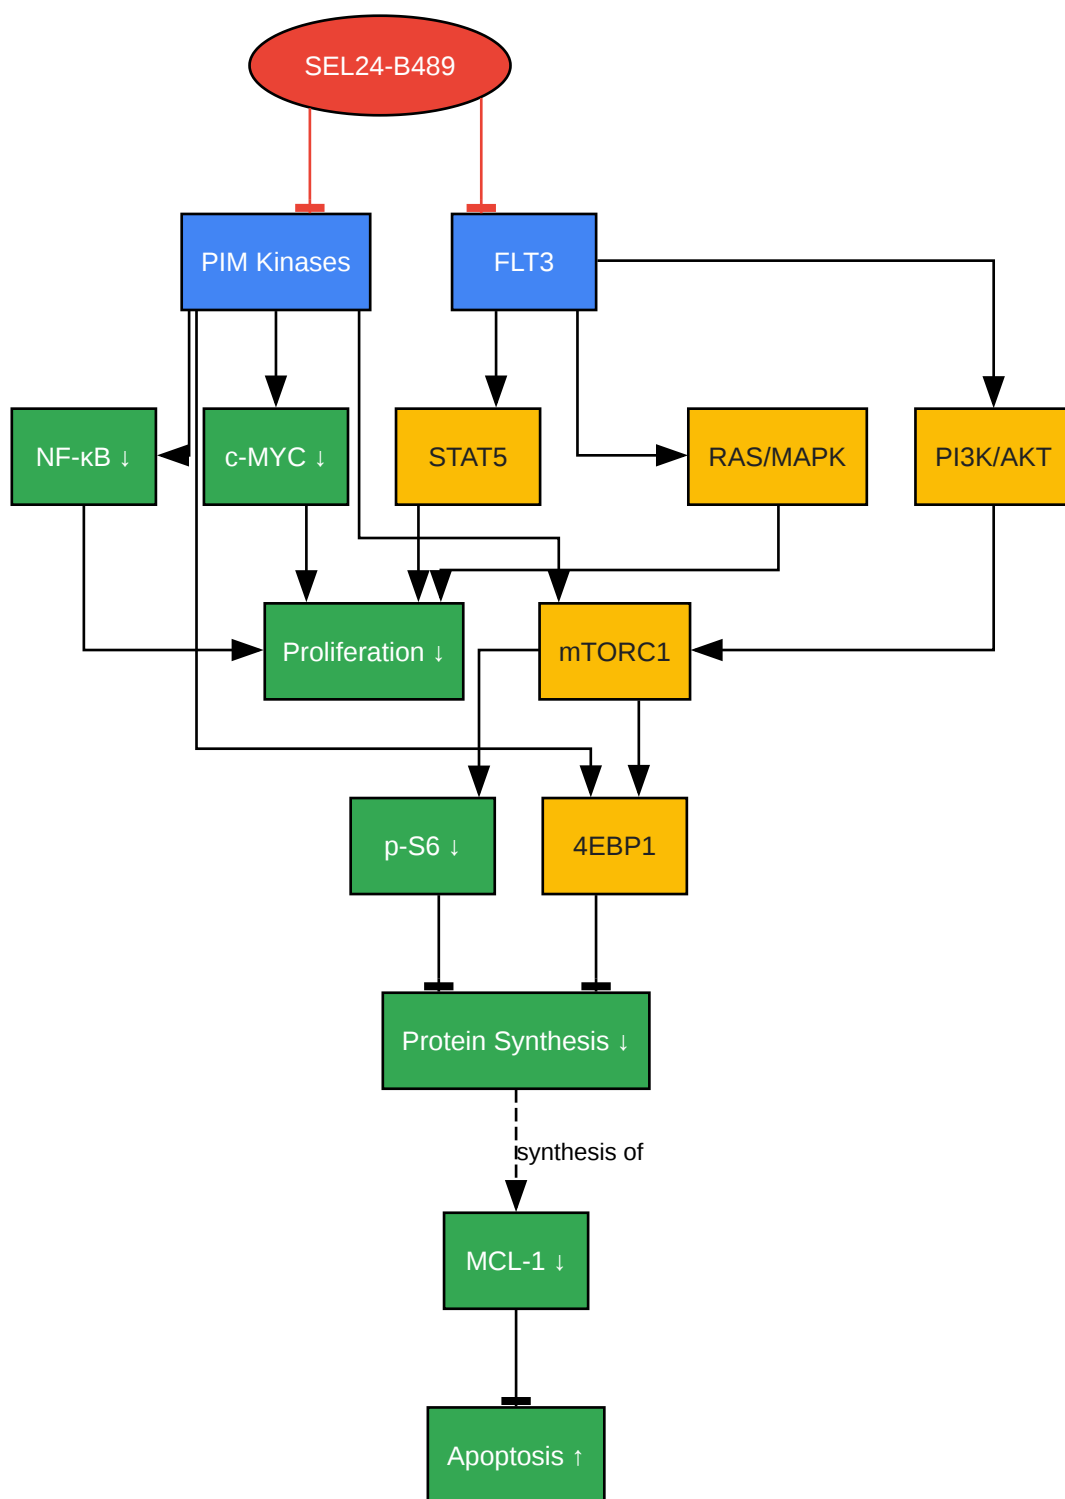 SEL24-B489
PIM Kinases
FLT3
NF-κB ↓
c-MYC ↓
STAT5
RAS/MAPK
PI3K/AKT
Proliferation ↓
mTORC1
p-S6 ↓
4EBP1
Protein Synthesis ↓
synthesis of
MCL-1 ↓
Apoptosis ↑